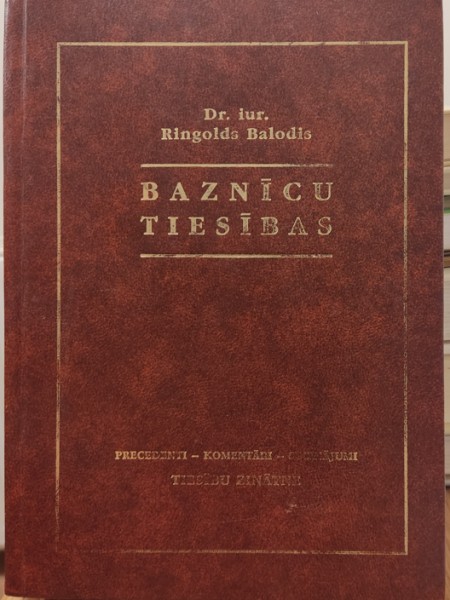 Dr. iur.
Ringolds Balodis
BAZNĪCU
TIESĪBAS
PRECEDENTI – KOMENTĀRI –
TIESĪBU ZINĀTNE